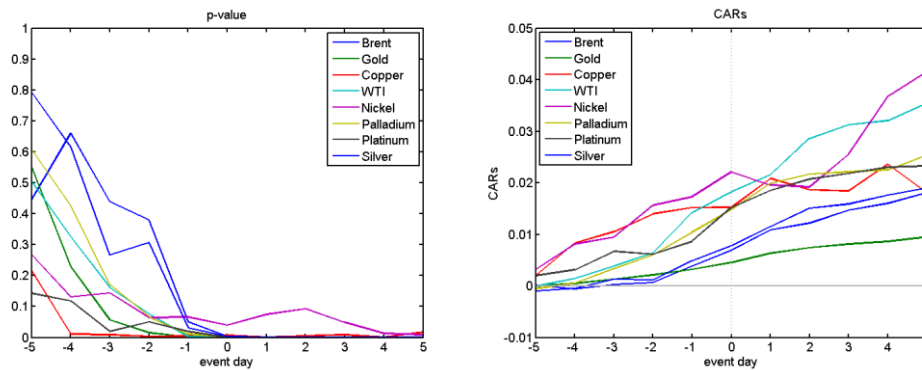 p-value
1
0.9
0.8
0.7
0.6
0.5
0.4
0.3
0.2
0.1
0
-5 -4 -3 -2 -1 0 1 2 3 4 5
event day
Brent
Gold
Copper
WTI
Nickel
Palladium
Platinum
Silver
CARs
CARs
0.05
0.04
0.03
0.02
0.01
0
-0.01
-5 -4 -3 -2 -1 0 1 2 3 4
event day
Brent
Gold
Copper
WTI
Nickel
Palladium
Platinum
Silver